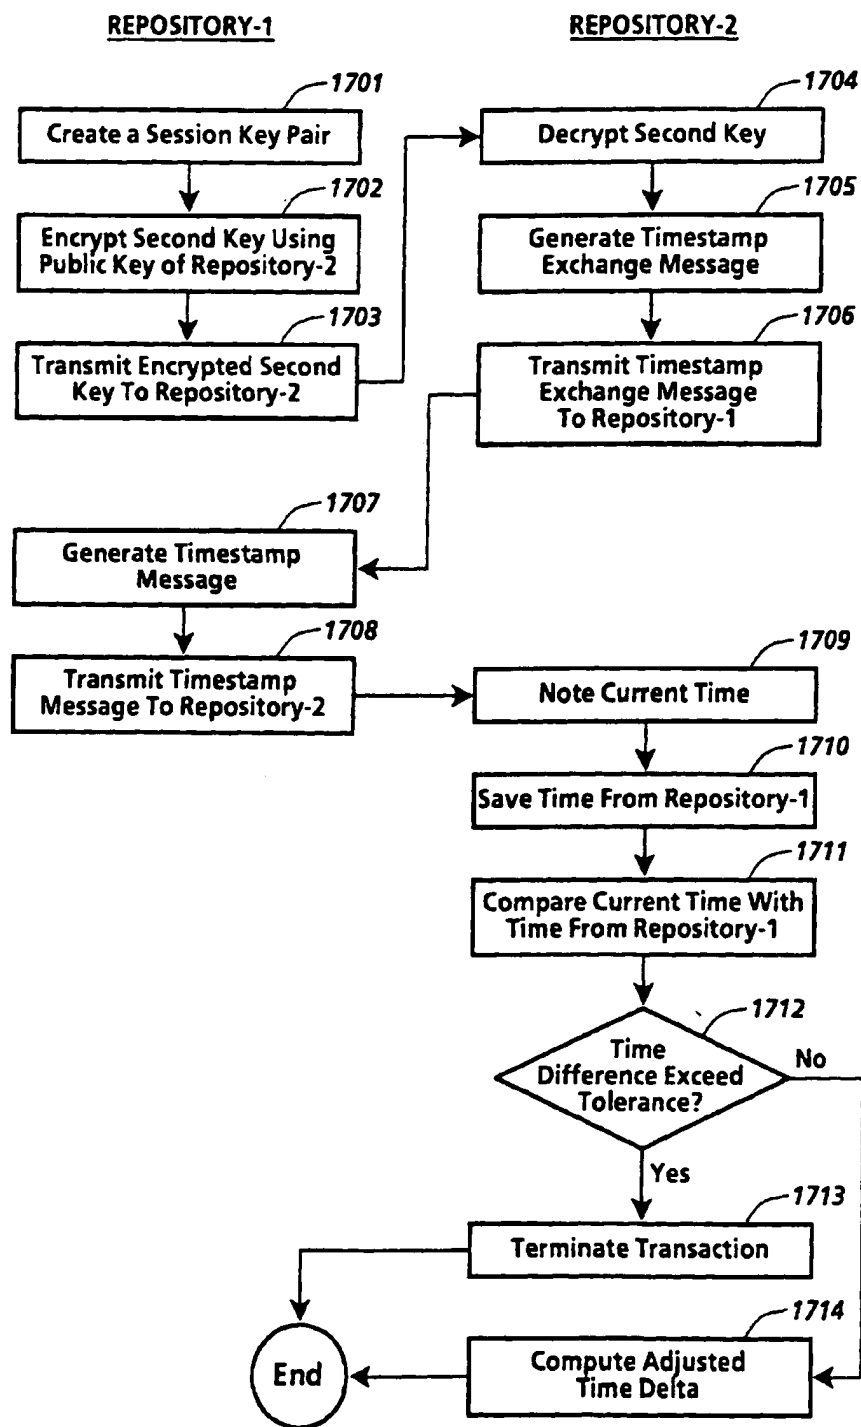 REPOSITORY-1
REPOSITORY-2
1701
Create a Session Key Pair
1702
Encrypt Second Key Using
Public Key of Repository-2
1703
Transmit Encrypted Second
Key To Repository-2
1704
Decrypt Second Key
1705
Generate Timestamp
Exchange Message
1706
Transmit Timestamp
Exchange Message
To Repository-1
1707
Generate Timestamp
Message
1708
Transmit Timestamp
Message To Repository-2
1709
Note Current Time
1710
Save Time From Repository-1
1711
Compare Current Time With
Time From Repository-1
1712
Time
Difference Exceed
Tolerance?
No
Yes
1713
Terminate Transaction
1714
Compute Adjusted
Time Delta
End